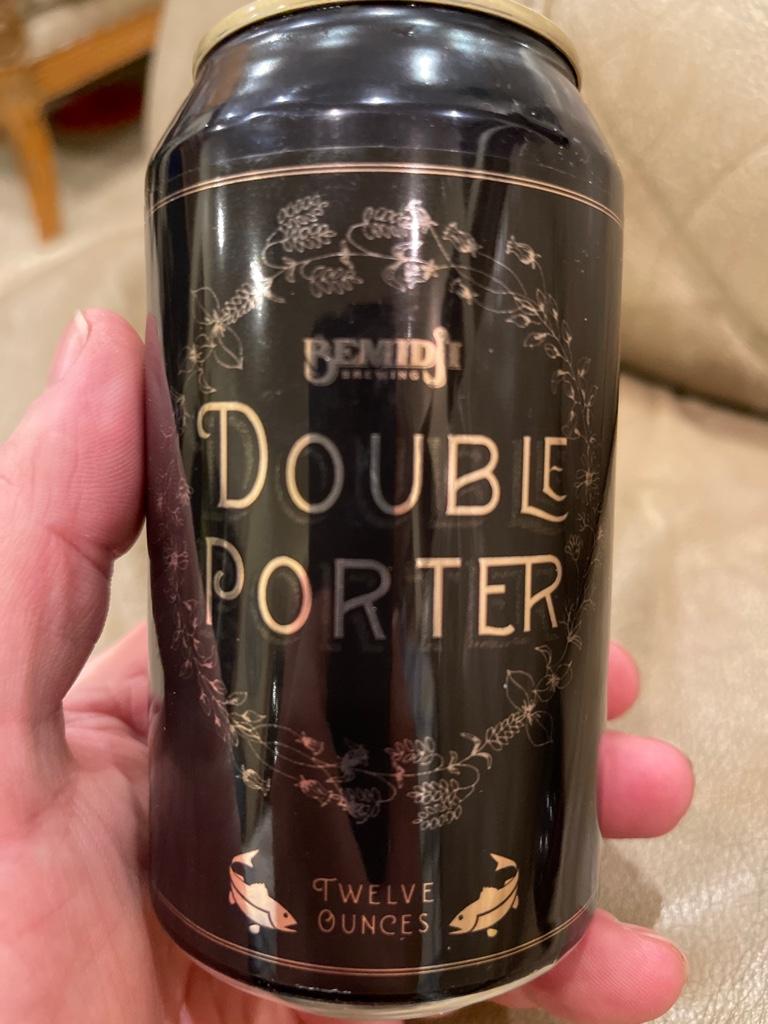 BEMIDJI
BREWING
DOUBLE
PORTER
TWELVE
OUNCES